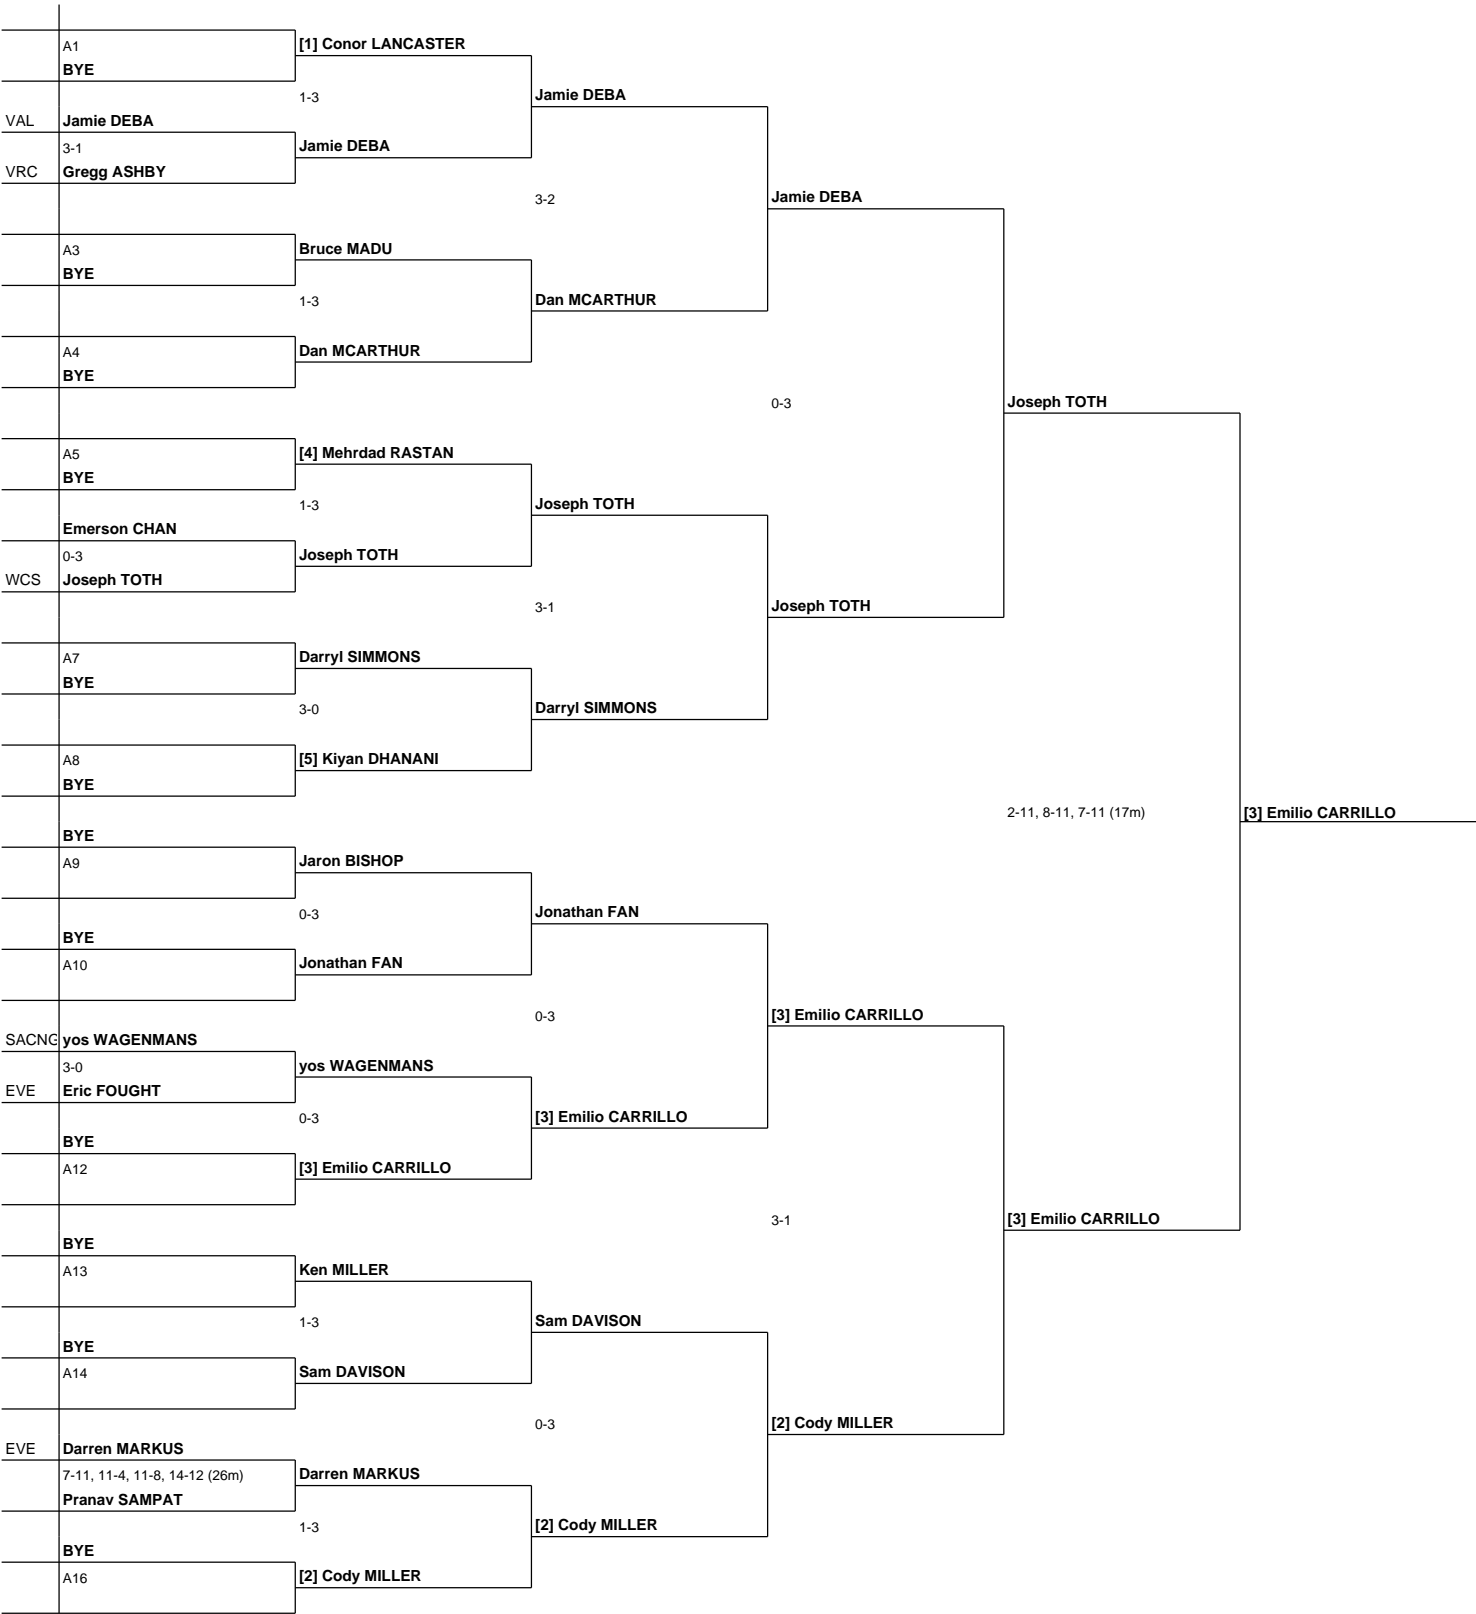 [1] Conor LANCASTER
A1
BYE
1-3
Jamie DEBA
VAL Jamie DEBA
3-1
Jamie DEBA
VRC Gregg ASHBY
3-2
Jamie DEBA
A3
Bruce MADU
BYE
1-3
Dan MCARTHUR
A4
Dan MCARTHUR
BYE
0-3
Joseph TOTH
A5
[4] Mehrdad RASTAN
BYE
1-3
Joseph TOTH
Emerson CHAN
0-3
Joseph TOTH
WCS Joseph TOTH
3-1
Joseph TOTH
A7
Darryl SIMMONS
BYE
3-0
Darryl SIMMONS
A8
[5] Kiyan DHANANI
BYE
2-11, 8-11, 7-11 (17m)
[3] Emilio CARRILLO
BYE
A9
Jaron BISHOP
0-3
Jonathan FAN
BYE
A10
Jonathan FAN
0-3
[3] Emilio CARRILLO
SACNG yos WAGENMANS
3-0
yos WAGENMANS
EVE Eric FOUGHT
0-3
[3] Emilio CARRILLO
BYE
A12
[3] Emilio CARRILLO
3-1
[3] Emilio CARRILLO
BYE
A13
Ken MILLER
1-3
Sam DAVISON
BYE
A14
Sam DAVISON
0-3
[2] Cody MILLER
EVE Darren MARKUS
7-11, 11-4, 11-8, 14-12 (26m)
Darren MARKUS
Pranav SAMPAT
1-3
[2] Cody MILLER
BYE
A16
[2] Cody MILLER